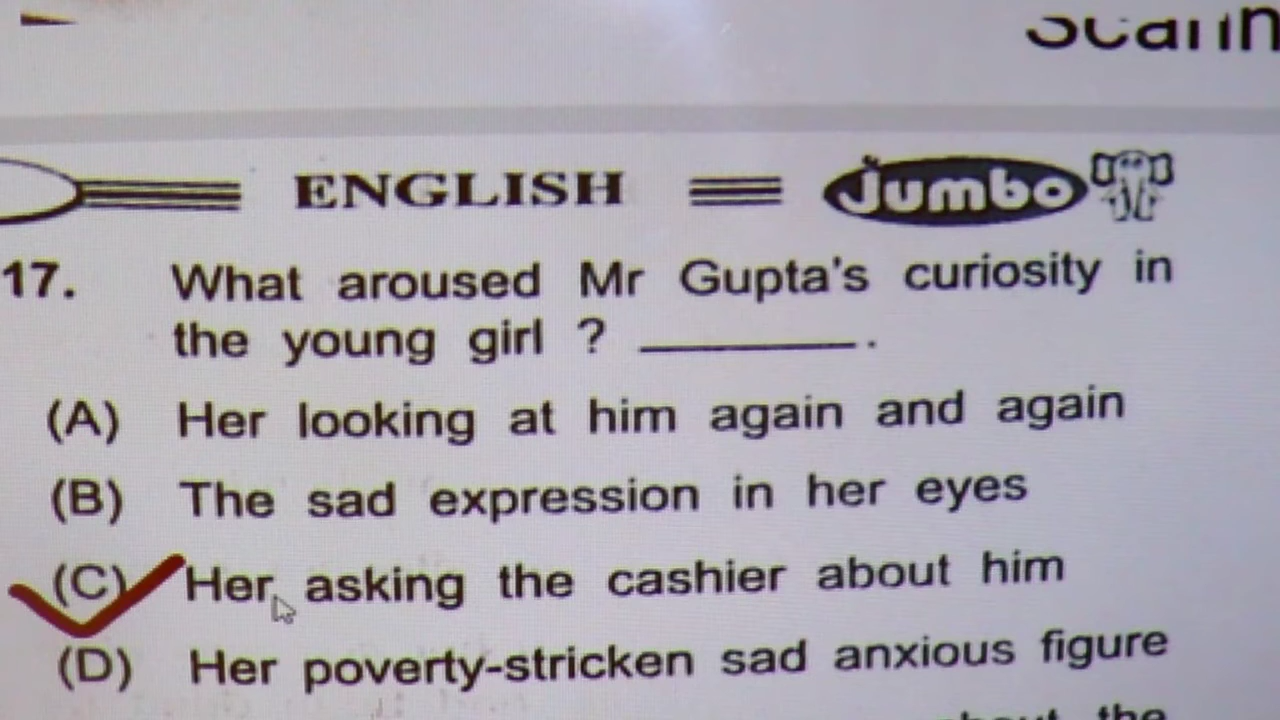 ENGLISH Jumbo
17. What aroused Mr Gupta's curiosity in
the young girl ? ________.
(A) Her looking at him again and again
(B) The sad expression in her eyes
(C) Her asking the cashier about him
(D) Her poverty-stricken sad anxious figure
the